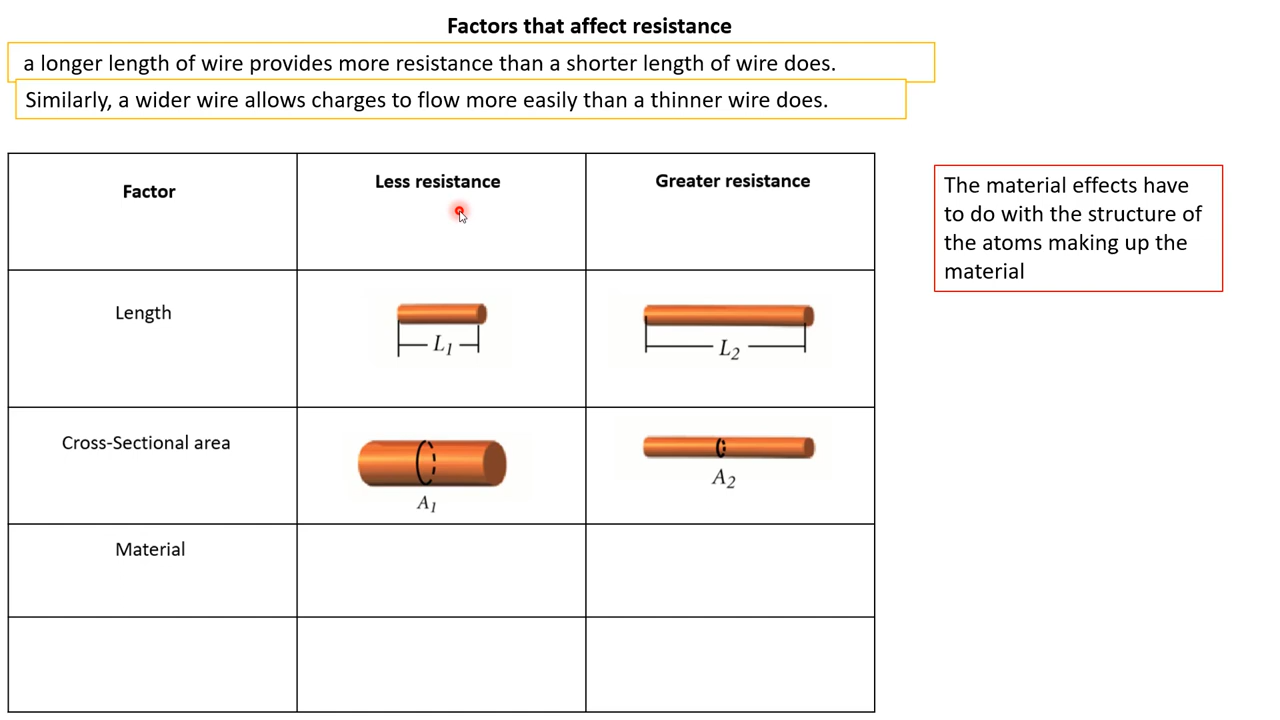 Factors that affect resistance
a longer length of wire provides more resistance than a shorter length of wire does.
Similarly, a wider wire allows charges to flow more easily than a thinner wire does.
Factor
Less resistance
Greater resistance
The material effects have
to do with the structure of
the atoms making up the
material
Length
L1
L2
Cross-Sectional area
A1
A2
Material